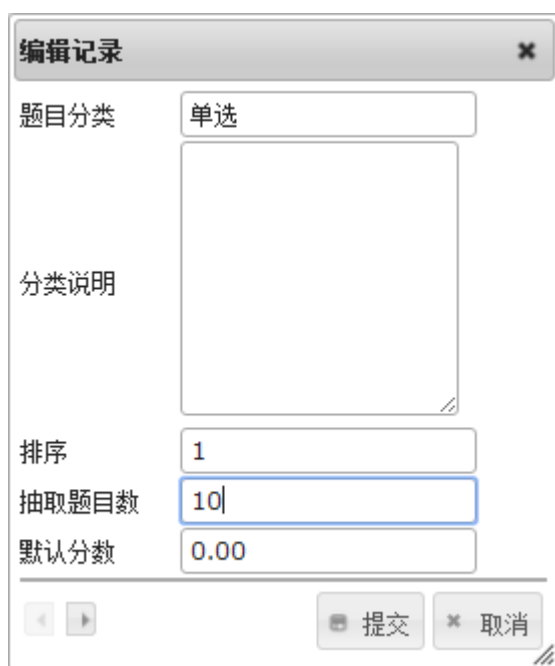 编辑记录
题目分类 单选
分类说明
排序 1
抽取题目数 10
默认分数 0.00
提交 取消